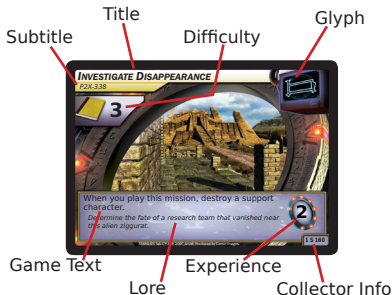 Title
Glyph
Subtitle
Difficulty
INVESTIGATE DISAPPEARANCE
P2X-338
3
When you play this mission, destroy a support
character.
Determine the fate of a research team that vanished near
this alien ziggurat.
2
1 S 180
Game Text
Experience
Lore
Collector Info